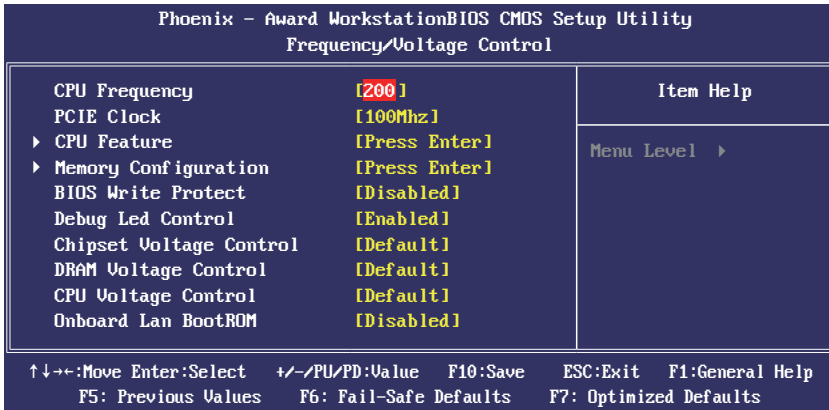 Phoenix - Award WorkstationBIOS CMOS Setup Utility
Frequency/Voltage Control
CPU Frequency [200]
PCIE Clock [100Mhz]
▶ CPU Feature [Press Enter]
▶ Memory Configuration [Press Enter]
BIOS Write Protect [Disabled]
Debug Led Control [Enabled]
Chipset Voltage Control [Default]
DRAM Voltage Control [Default]
CPU Voltage Control [Default]
Onboard Lan BootROM [Disabled]
Item Help
Menu Level ▶
↑↓→←:Move Enter:Select +/-/PU/PD:Value F10:Save ESC:Exit F1:General Help
F5: Previous Values F6: Fail-Safe Defaults F7: Optimized Defaults